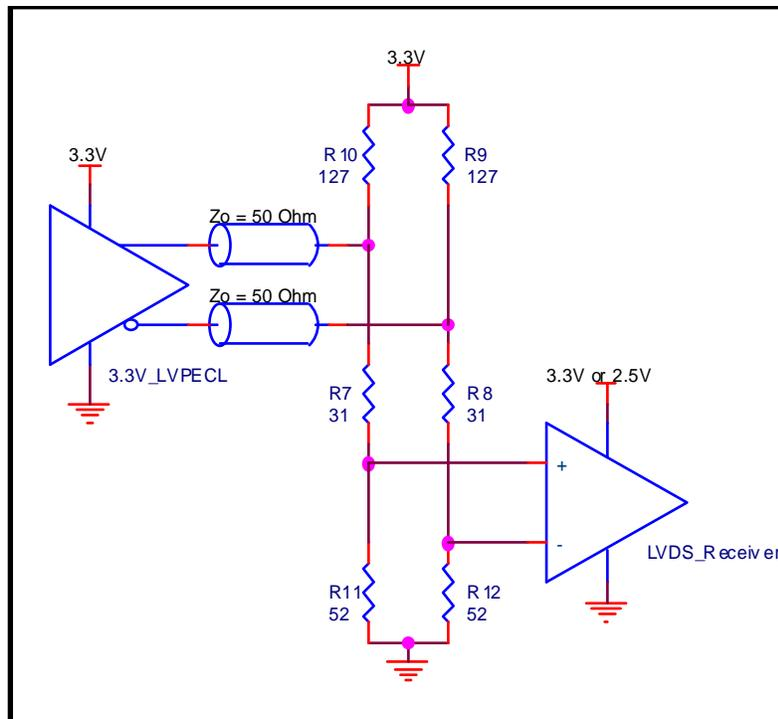 3.3V
R10
127
R9
127
3.3V
Zo = 50 Ohm
Zo = 50 Ohm
3.3V_LVPECL
R7
31
R8
31
3.3V or 2.5V
+
-
LVDS_Receiver
R11
52
R12
52